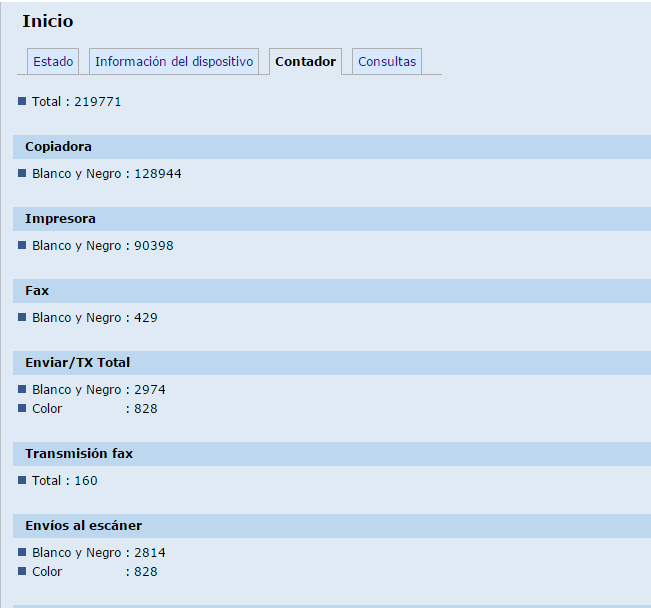 Inicio
Estado Información del dispositivo Contador Consultas
Total : 219771
Copiadora
Blanco y Negro : 128944
Impresora
Blanco y Negro : 90398
Fax
Blanco y Negro : 429
Enviar/TX Total
Blanco y Negro : 2974
Color : 828
Transmisión fax
Total : 160
Envíos al escáner
Blanco y Negro : 2814
Color : 828